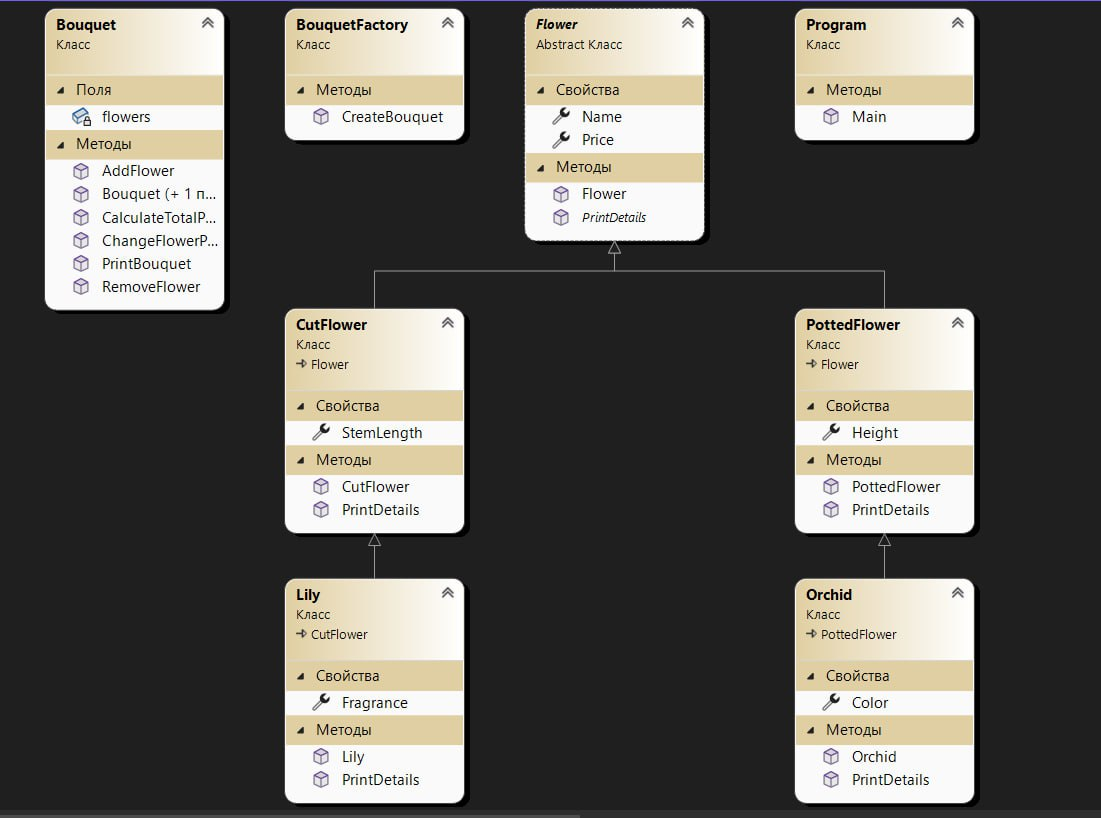 Bouquet
Класс
Поля
flowers
Методы
AddFlower
Bouquet (+ 1 п...
CalculateTotalP...
ChangeFlowerP...
PrintBouquet
RemoveFlower
BouquetFactory
Класс
Методы
CreateBouquet
Flower
Abstract Класс
Свойства
Name
Price
Методы
Flower
PrintDetails
Program
Класс
Методы
Main
CutFlower
Класс
Flower
Свойства
StemLength
Методы
CutFlower
PrintDetails
PottedFlower
Класс
Flower
Свойства
Height
Методы
PottedFlower
PrintDetails
Lily
Класс
CutFlower
Свойства
Fragrance
Методы
Lily
PrintDetails
Orchid
Класс
PottedFlower
Свойства
Color
Методы
Orchid
PrintDetails